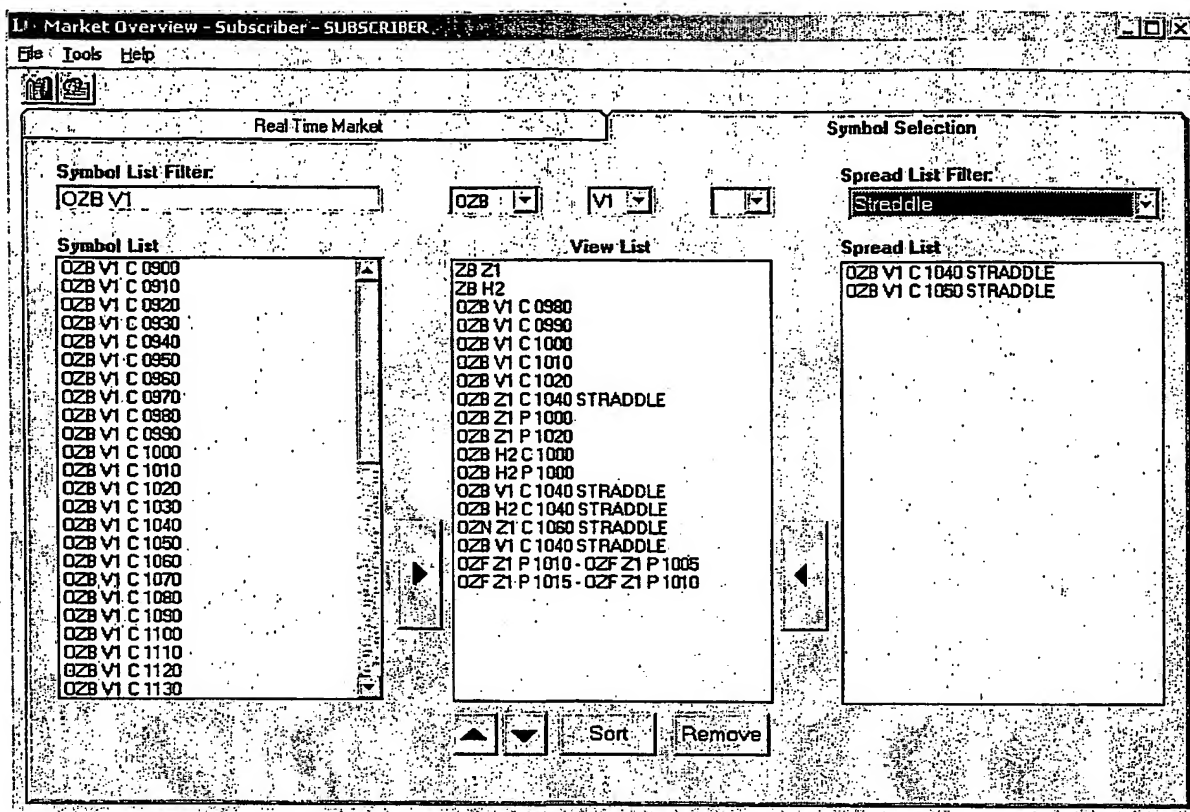 Market Overview - Subscriber - SUBSCRIBER
File Tools Help
Real Time Market
Symbol Selection
Symbol List Filter:
OZB V1
OZB
V1
Spread List Filter:
Straddle
Symbol List
OZB V1 C 0900
OZB V1 C 0910
OZB V1 C 0920
OZB V1 C 0930
OZB V1 C 0940
OZB V1 C 0950
OZB V1 C 0960
OZB V1 C 0970
OZB V1 C 0980
OZB V1 C 0990
OZB V1 C 1000
OZB V1 C 1010
OZB V1 C 1020
OZB V1 C 1030
OZB V1 C 1040
OZB V1 C 1050
OZB V1 C 1060
OZB V1 C 1070
OZB V1 C 1080
OZB V1 C 1090
OZB V1 C 1100
OZB V1 C 1110
OZB V1 C 1120
OZB V1 C 1130
View List
ZB Z1
ZB H2
OZB V1 C 0980
OZB V1 C 0990
OZB V1 C 1000
OZB V1 C 1010
OZB V1 C 1020
OZB Z1 C 1040 STRADDLE
OZB Z1 P 1000
OZB Z1 P 1020
OZB H2 C 1000
OZB H2 P 1000
OZB V1 C 1040 STRADDLE
OZB H2 C 1040 STRADDLE
OZN Z1 C 1060 STRADDLE
OZB V1 C 1040 STRADDLE
OZF Z1 P 1010 - OZF Z1 P 1005
OZF Z1 P 1015 - OZF Z1 P 1010
Spread List
OZB V1 C 1040 STRADDLE
OZB V1 C 1050 STRADDLE
Sort
Remove